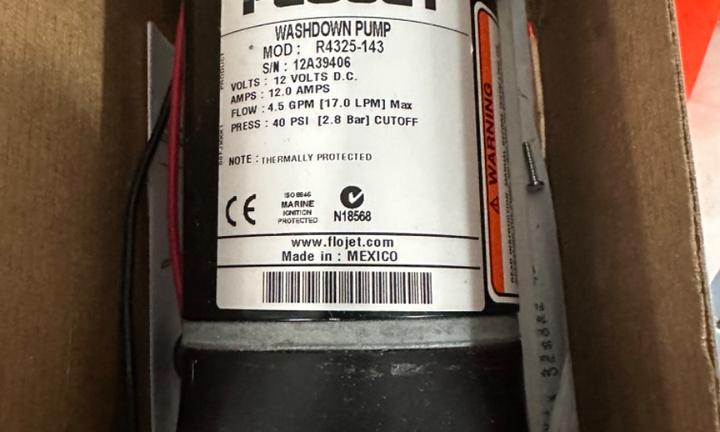 FLOJET
WASHDOWN PUMP
MOD : R4325-143
S/N : 12A39406
VOLTS : 12 VOLTS D.C.
AMPS : 12.0 AMPS
FLOW : 4.5 GPM [17.0 LPM] Max
PRESS : 40 PSI [2.8 Bar] CUTOFF
NOTE : THERMALLY PROTECTED
CE
ISO 8846
MARINE
IGNITION
PROTECTED
N18568
www.flojet.com
Made in : MEXICO
WARNING